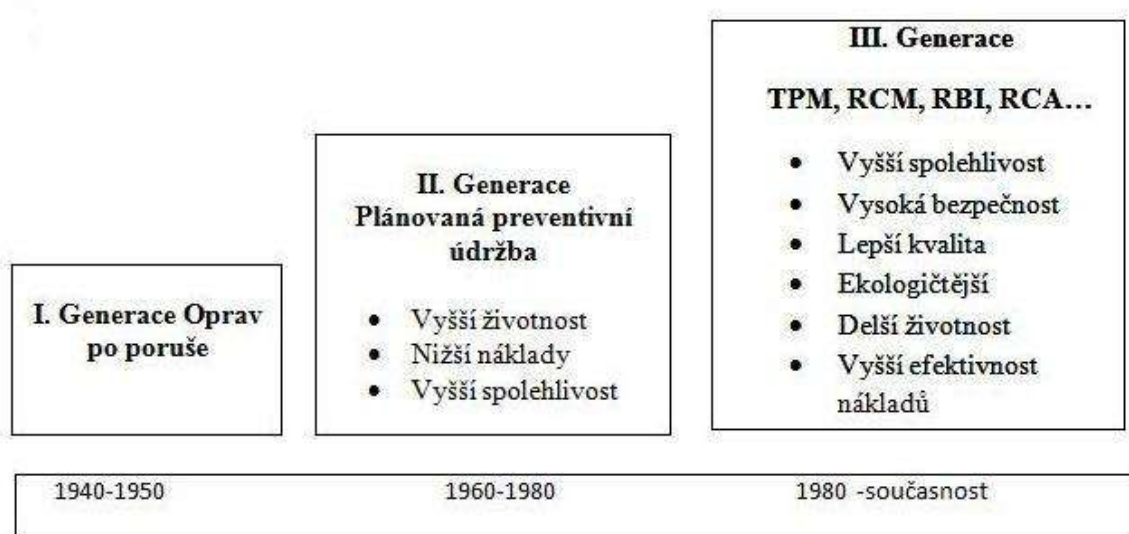 I. Generace Oprav
po poruše
II. Generace
Plánovaná preventivní
údržba
• Vyšší životnost
• Nižší náklady
• Vyšší spolehlivost
III. Generace
TPM, RCM, RBI, RCA…
• Vyšší spolehlivost
• Vysoká bezpečnost
• Lepší kvalita
• Ekologičtější
• Delší životnost
• Vyšší efektivnost
nákladů
1940-1950
1960-1980
1980 -současnost